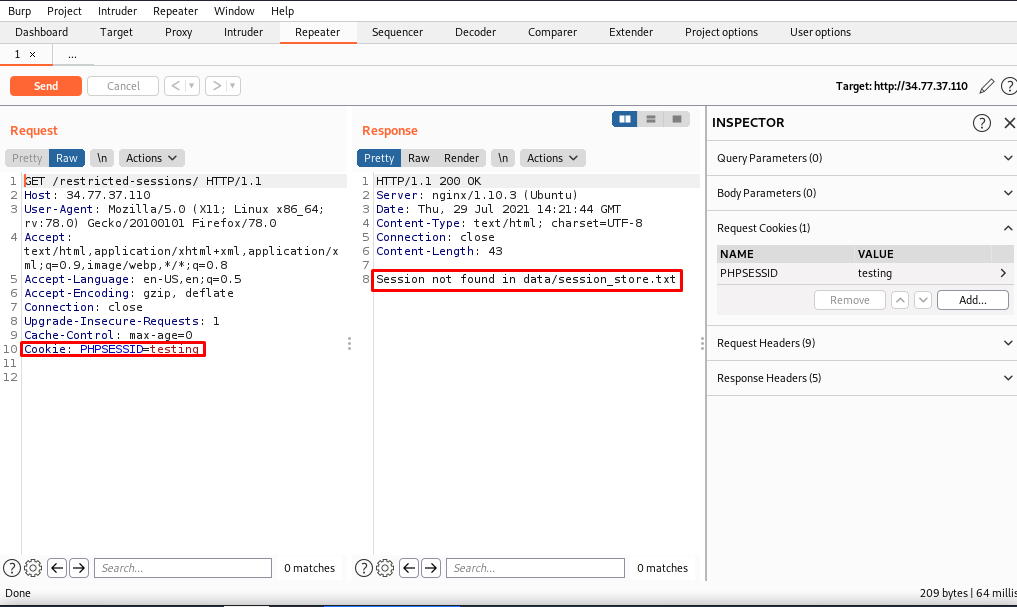 Burp Project Intruder Repeater Window Help
Dashboard Target Proxy Intruder Repeater Sequencer Decoder Comparer Extender Project options User options
1 × ...
Send Cancel < > Target: http://34.77.37.110 ?
Request
Pretty Raw \n Actions
1 GET /restricted-sessions/ HTTP/1.1
2 Host: 34.77.37.110
3 User-Agent: Mozilla/5.0 (X11; Linux x86_64;
rv:78.0) Gecko/20100101 Firefox/78.0
4 Accept:
text/html,application/xhtml+xml,application/x
ml;q=0.9,image/webp,*/*;q=0.8
5 Accept-Language: en-US,en;q=0.5
6 Accept-Encoding: gzip, deflate
7 Connection: close
8 Upgrade-Insecure-Requests: 1
9 Cache-Control: max-age=0
10 Cookie: PHPSESSID=testing
11
12
? Search... 0 matches
Response
Pretty Raw Render \n Actions
1 HTTP/1.1 200 OK
2 Server: nginx/1.10.3 (Ubuntu)
3 Date: Thu, 29 Jul 2021 14:21:44 GMT
4 Content-Type: text/html; charset=UTF-8
5 Connection: close
6 Content-Length: 43
7
8 Session not found in data/session_store.txt
? Search... 0 matches
INSPECTOR ? ×
Query Parameters (0)
Body Parameters (0)
Request Cookies (1)
NAME VALUE
PHPSESSID testing >
Remove Add...
Request Headers (9)
Response Headers (5)
Done 209 bytes | 64 millis